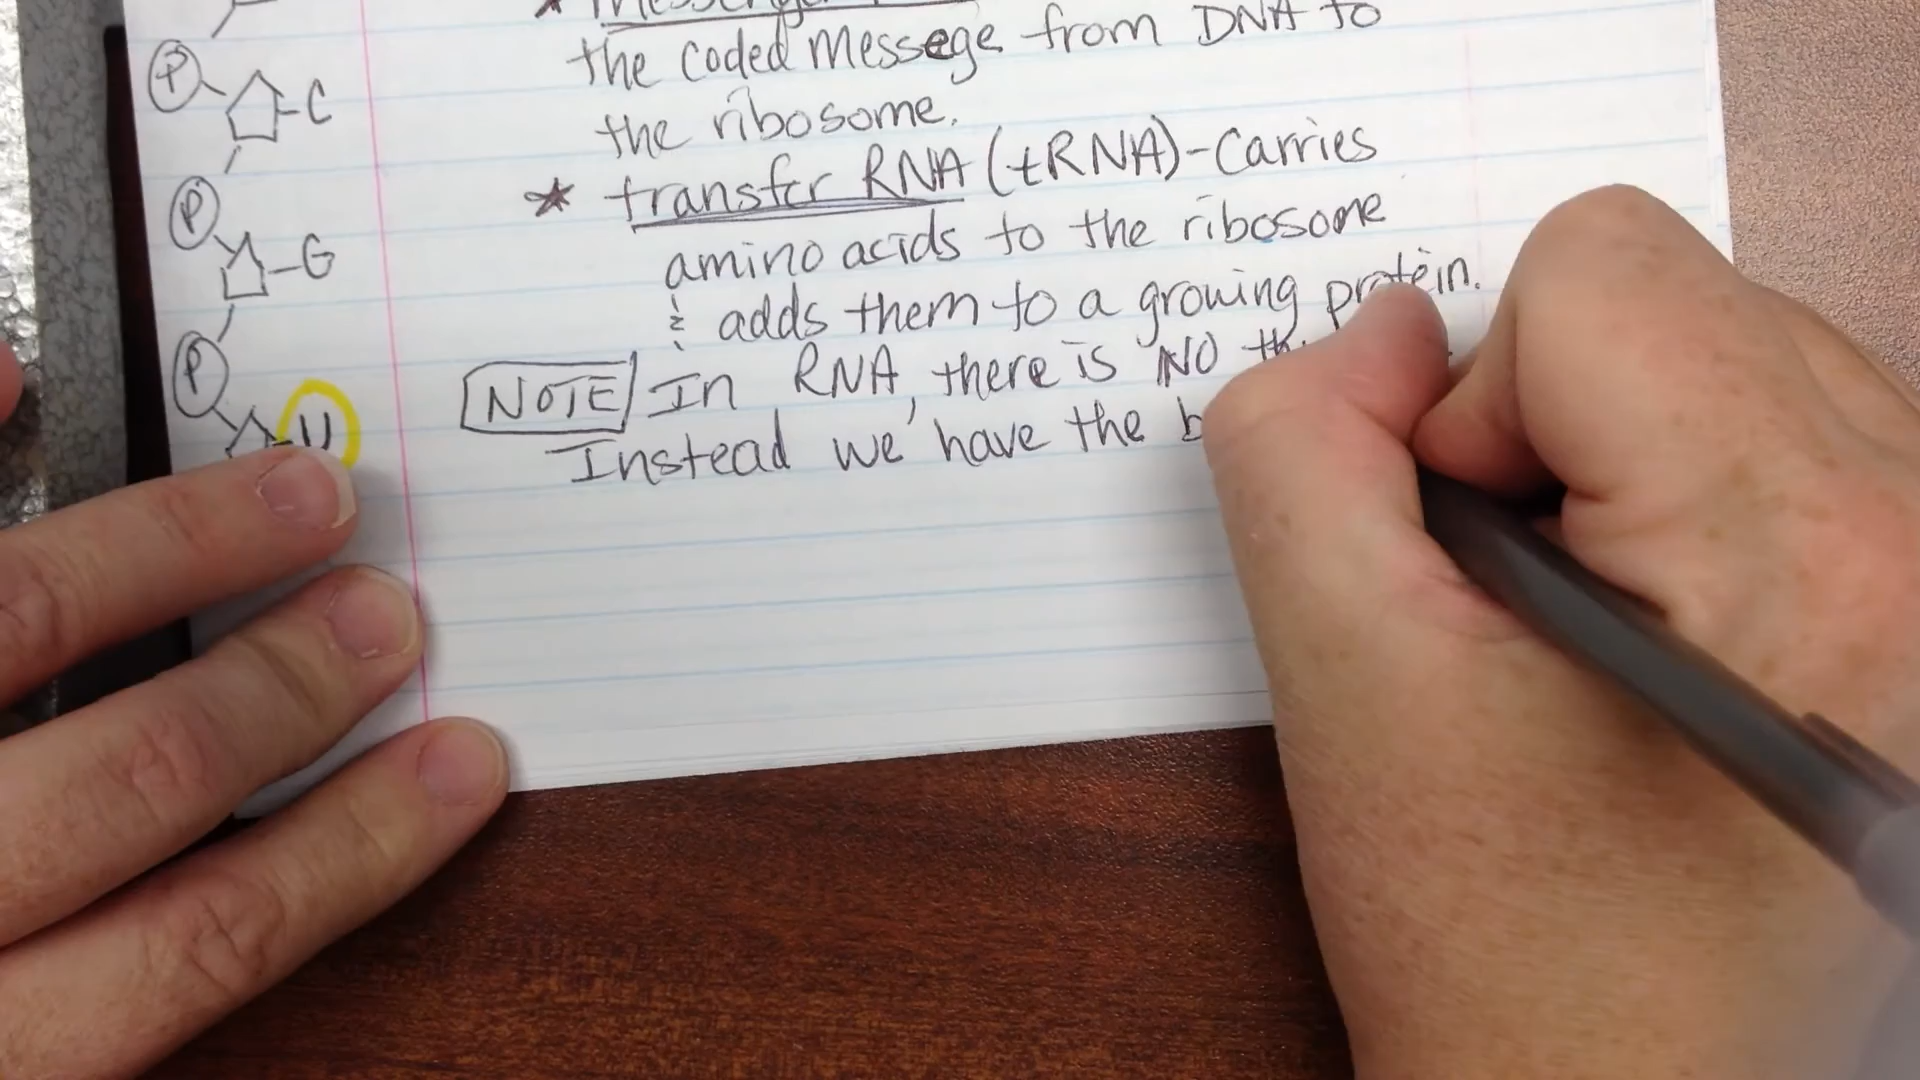 the coded messege from DNA to
the ribosome.
* transfer RNA (tRNA)-Carries
amino acids to the ribosome
& adds them to a growing protein.
NOTE In RNA, there is NO
Instead we have the
P
C
P
G
P
U